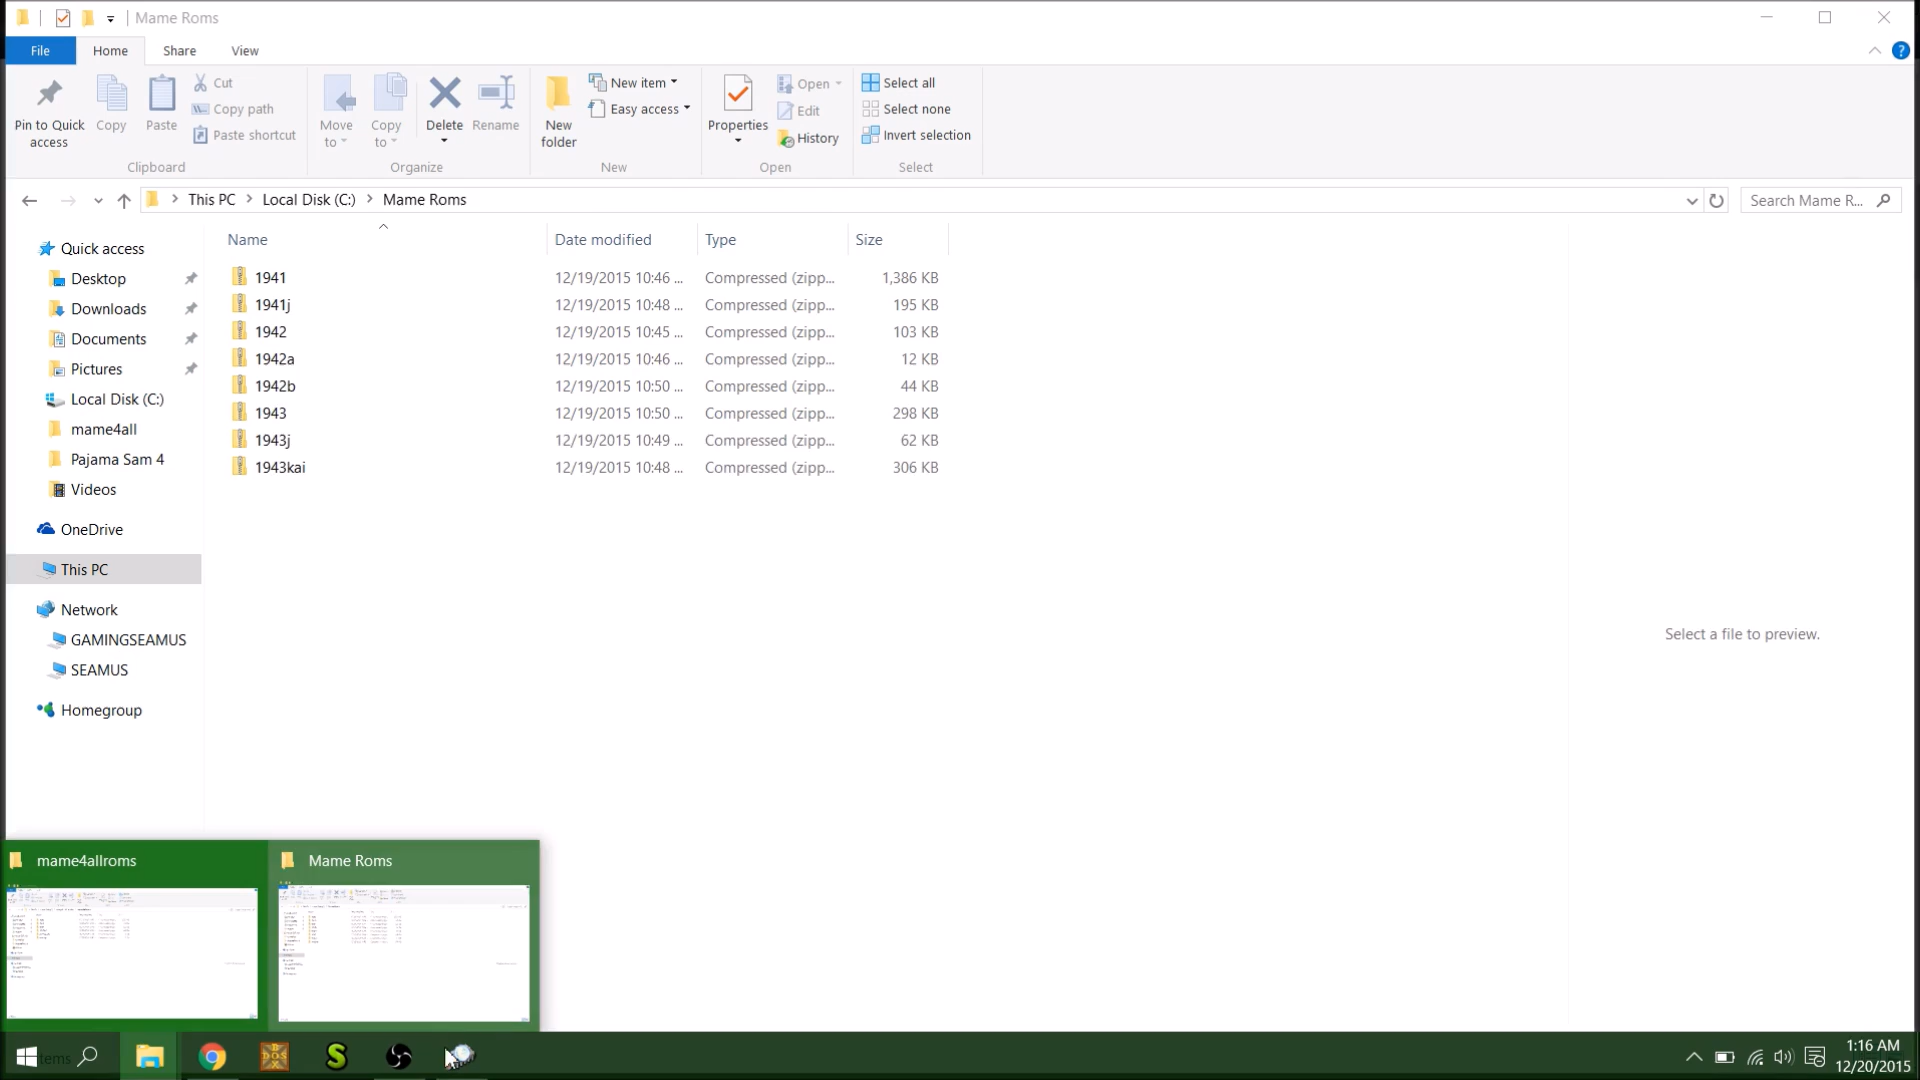 Mame Roms
File Home Share View
Pin to Quick access
Copy
Paste
Cut
Copy path
Paste shortcut
Clipboard
Move to
Copy to
Delete
Rename
Organize
New folder
New item
Easy access
New
Properties
Open
Edit
History
Open
Select all
Select none
Invert selection
Select
This PC > Local Disk (C:) > Mame Roms
Search Mame R...
Name Date modified Type Size
1941 12/19/2015 10:46 ... Compressed (zipp... 1,386 KB
1941j 12/19/2015 10:48 ... Compressed (zipp... 195 KB
1942 12/19/2015 10:45 ... Compressed (zipp... 103 KB
1942a 12/19/2015 10:46 ... Compressed (zipp... 12 KB
1942b 12/19/2015 10:50 ... Compressed (zipp... 44 KB
1943 12/19/2015 10:50 ... Compressed (zipp... 298 KB
1943j 12/19/2015 10:49 ... Compressed (zipp... 62 KB
1943kai 12/19/2015 10:48 ... Compressed (zipp... 306 KB
Quick access
Desktop
Downloads
Documents
Pictures
Local Disk (C:)
mame4all
Pajama Sam 4
Videos
OneDrive
This PC
Network
GAMINGSEAMUS
SEAMUS
Homegroup
Select a file to preview.
mame4allroms
Mame Roms
DOS
S
1:16 AM
12/20/2015